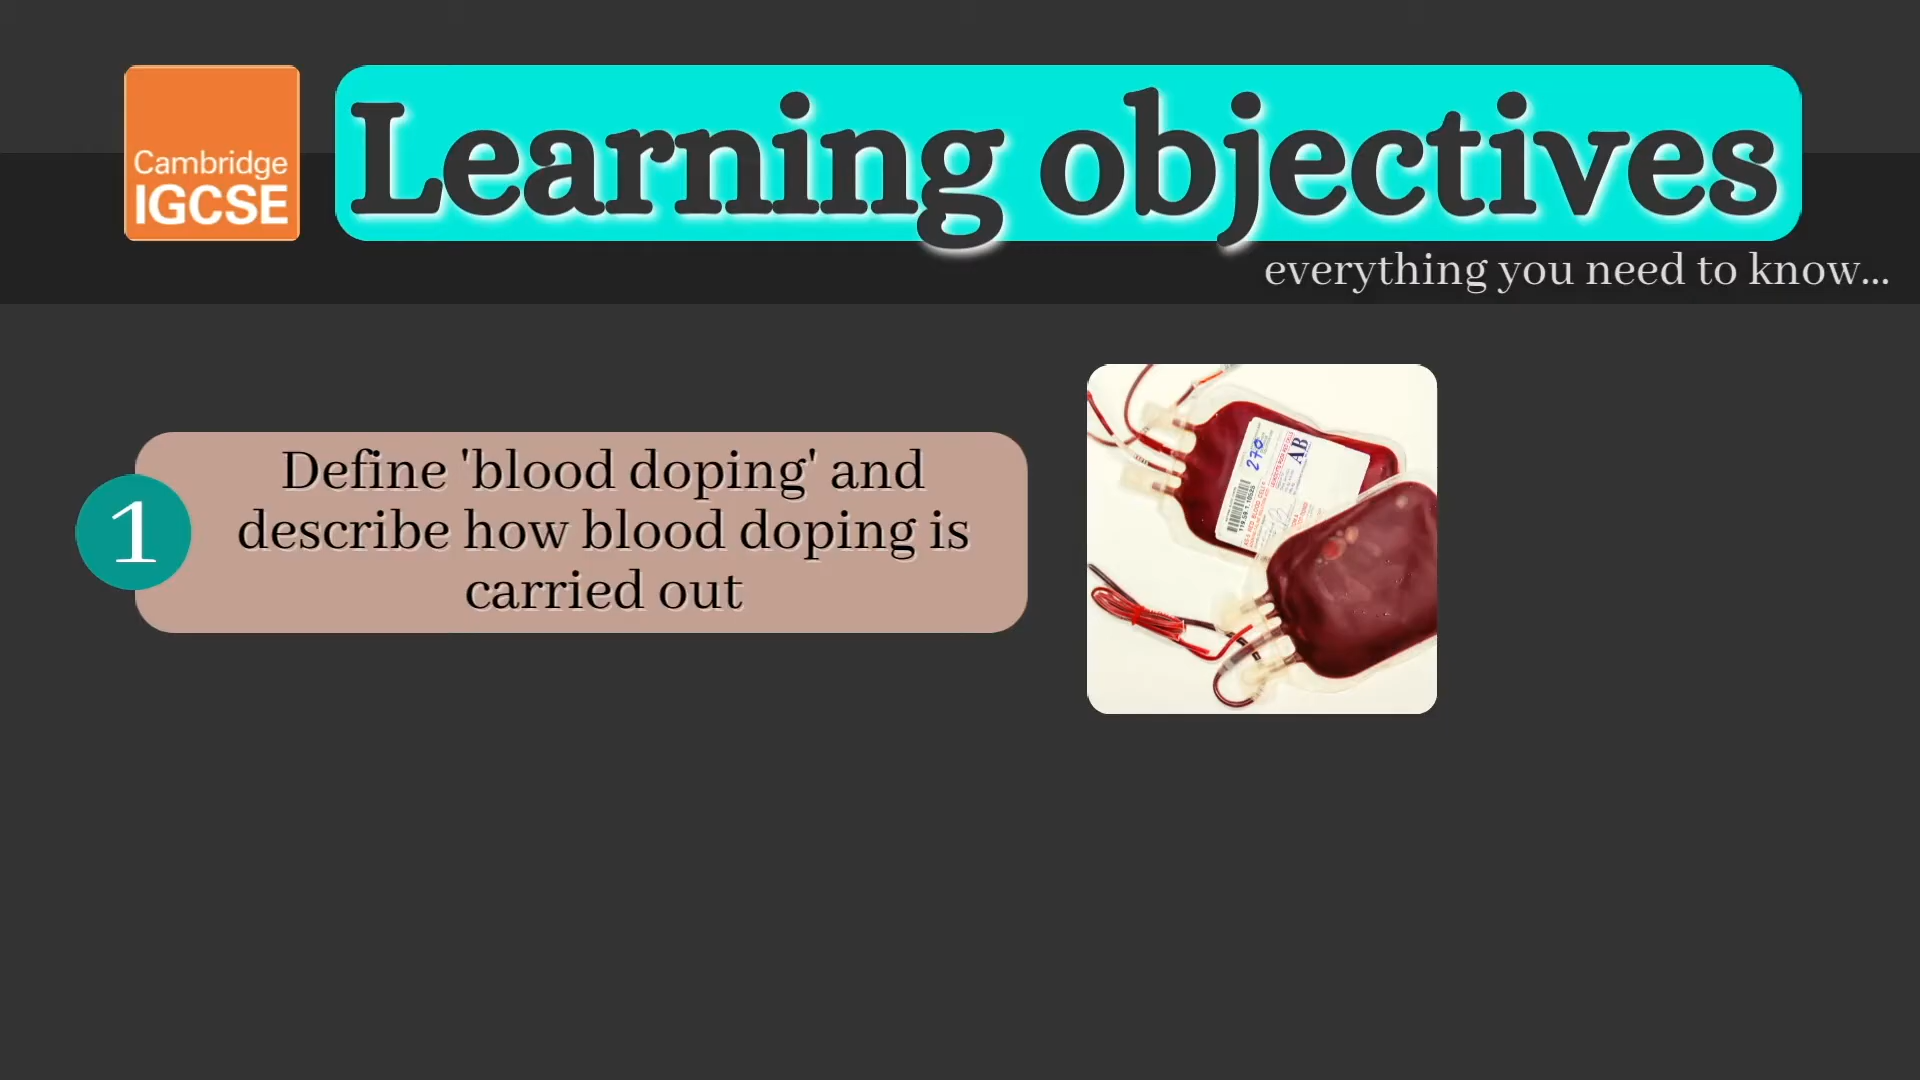 Cambridge
IGCSE
Learning objectives
everything you need to know...
1
Define 'blood doping' and
describe how blood doping is
carried out
270
AB